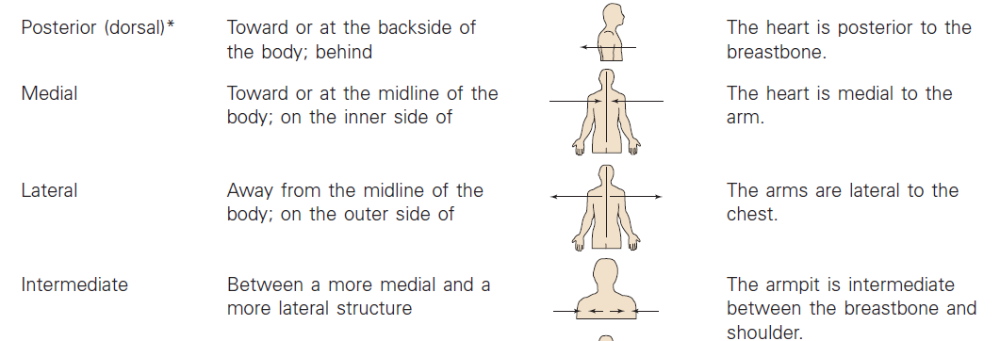 Posterior (dorsal)*
Toward or at the backside of
the body; behind
The heart is posterior to the
breastbone.
Medial
Toward or at the midline of the
body; on the inner side of
The heart is medial to the
arm.
Lateral
Away from the midline of the
body; on the outer side of
The arms are lateral to the
chest.
Intermediate
Between a more medial and a
more lateral structure
The armpit is intermediate
between the breastbone and
shoulder.